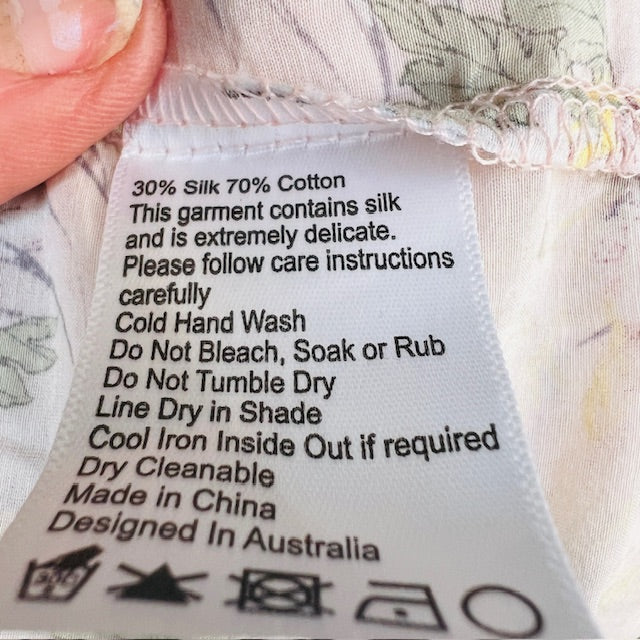 30% Silk 70% Cotton
This garment contains silk
and is extremely delicate.
Please follow care instructions
carefully
Cold Hand Wash
Do Not Bleach, Soak or Rub
Do Not Tumble Dry
Line Dry in Shade
Cool Iron Inside Out if required
Dry Cleanable
Made in China
Designed In Australia